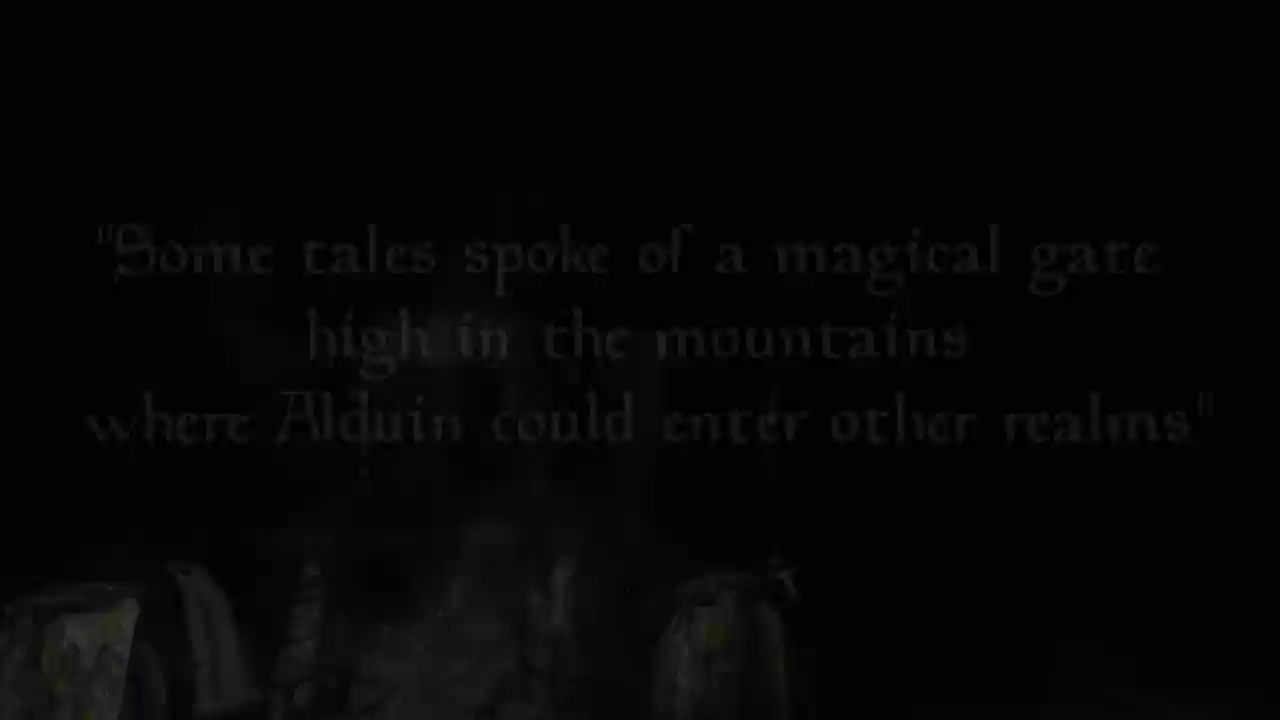 "Some tales spoke of a magical gate
high in the mountains
where Alduin could enter other realms"